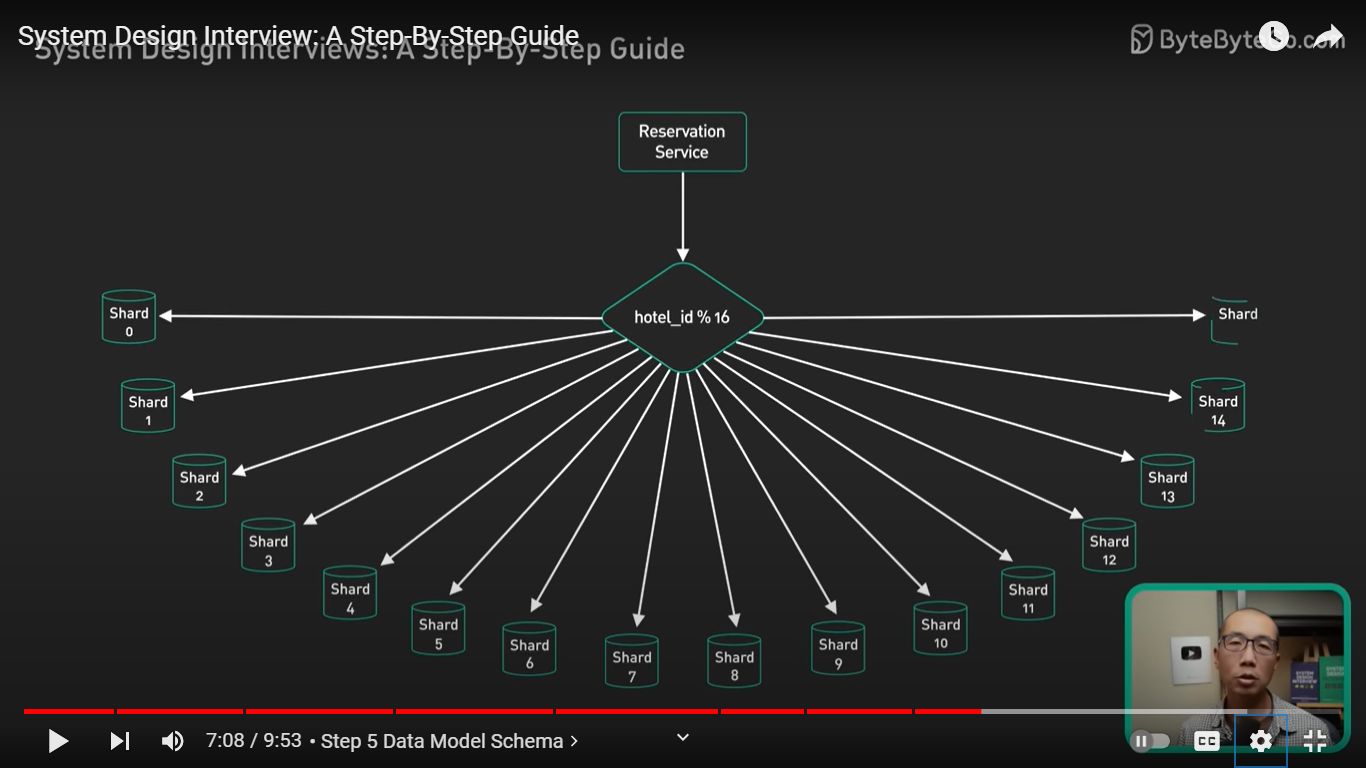 System Design Interview: A Step-By-Step Guide
System Design Interviews: A Step-By-Step Guide
ByteByteGo.com
Reservation
Service
hotel_id % 16
Shard
0
Shard
1
Shard
2
Shard
3
Shard
4
Shard
5
Shard
6
Shard
7
Shard
8
Shard
9
Shard
10
Shard
11
Shard
12
Shard
13
Shard
14
Shard
7:08 / 9:53 • Step 5 Data Model Schema
CC